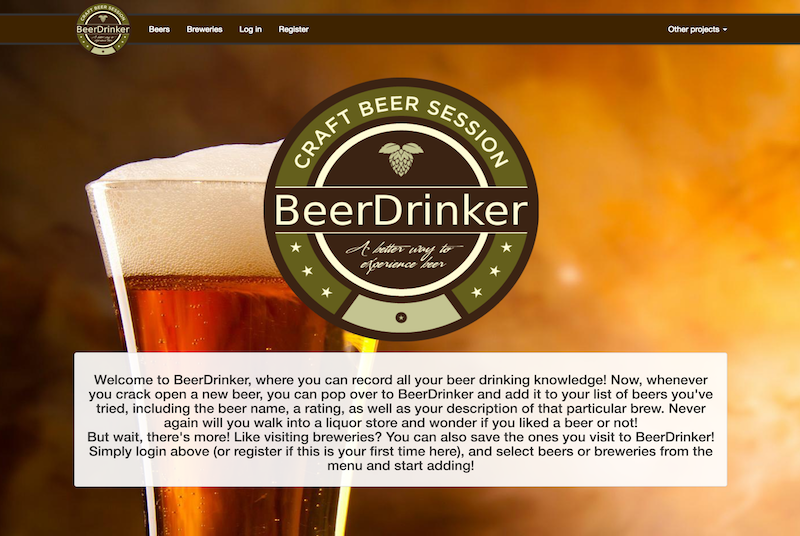 CRAFT BEER SESSION
BeerDrinker
Beers Breweries Log in Register Other projects
CRAFT BEER SESSION
BeerDrinker
A better way to
experience beer
Welcome to BeerDrinker, where you can record all your beer drinking knowledge! Now, whenever
you crack open a new beer, you can pop over to BeerDrinker and add it to your list of beers you've
tried, including the beer name, a rating, as well as your description of that particular brew. Never
again will you walk into a liquor store and wonder if you liked a beer or not!
But wait, there's more! Like visiting breweries? You can also save the ones you visit to BeerDrinker!
Simply login above (or register if this is your first time here), and select beers or breweries from the
menu and start adding!